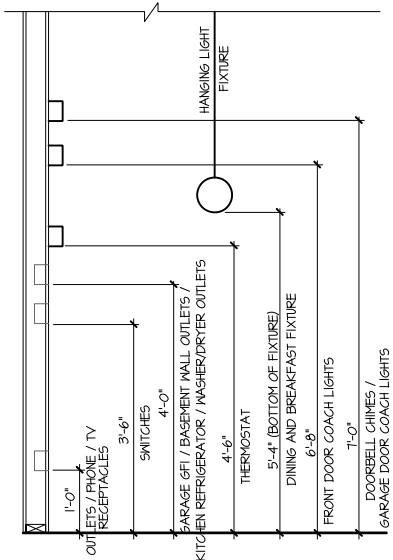 HANGING LIGHT
FIXTURE
1'-0"
OUTLETS / PHONE / TV
RECEPTACLES
3'-6"
SWITCHES
4'-0"
GARAGE GFI / BASEMENT WALL OUTLETS /
KITCHEN REFRIGERATOR / WASHER/DRYER OUTLETS
4'-6"
THERMOSTAT
5'-4" (BOTTOM OF FIXTURE)
DINING AND BREAKFAST FIXTURE
6'-8"
FRONT DOOR COACH LIGHTS
7'-0"
DOORBELL CHIMES /
GARAGE DOOR COACH LIGHTS